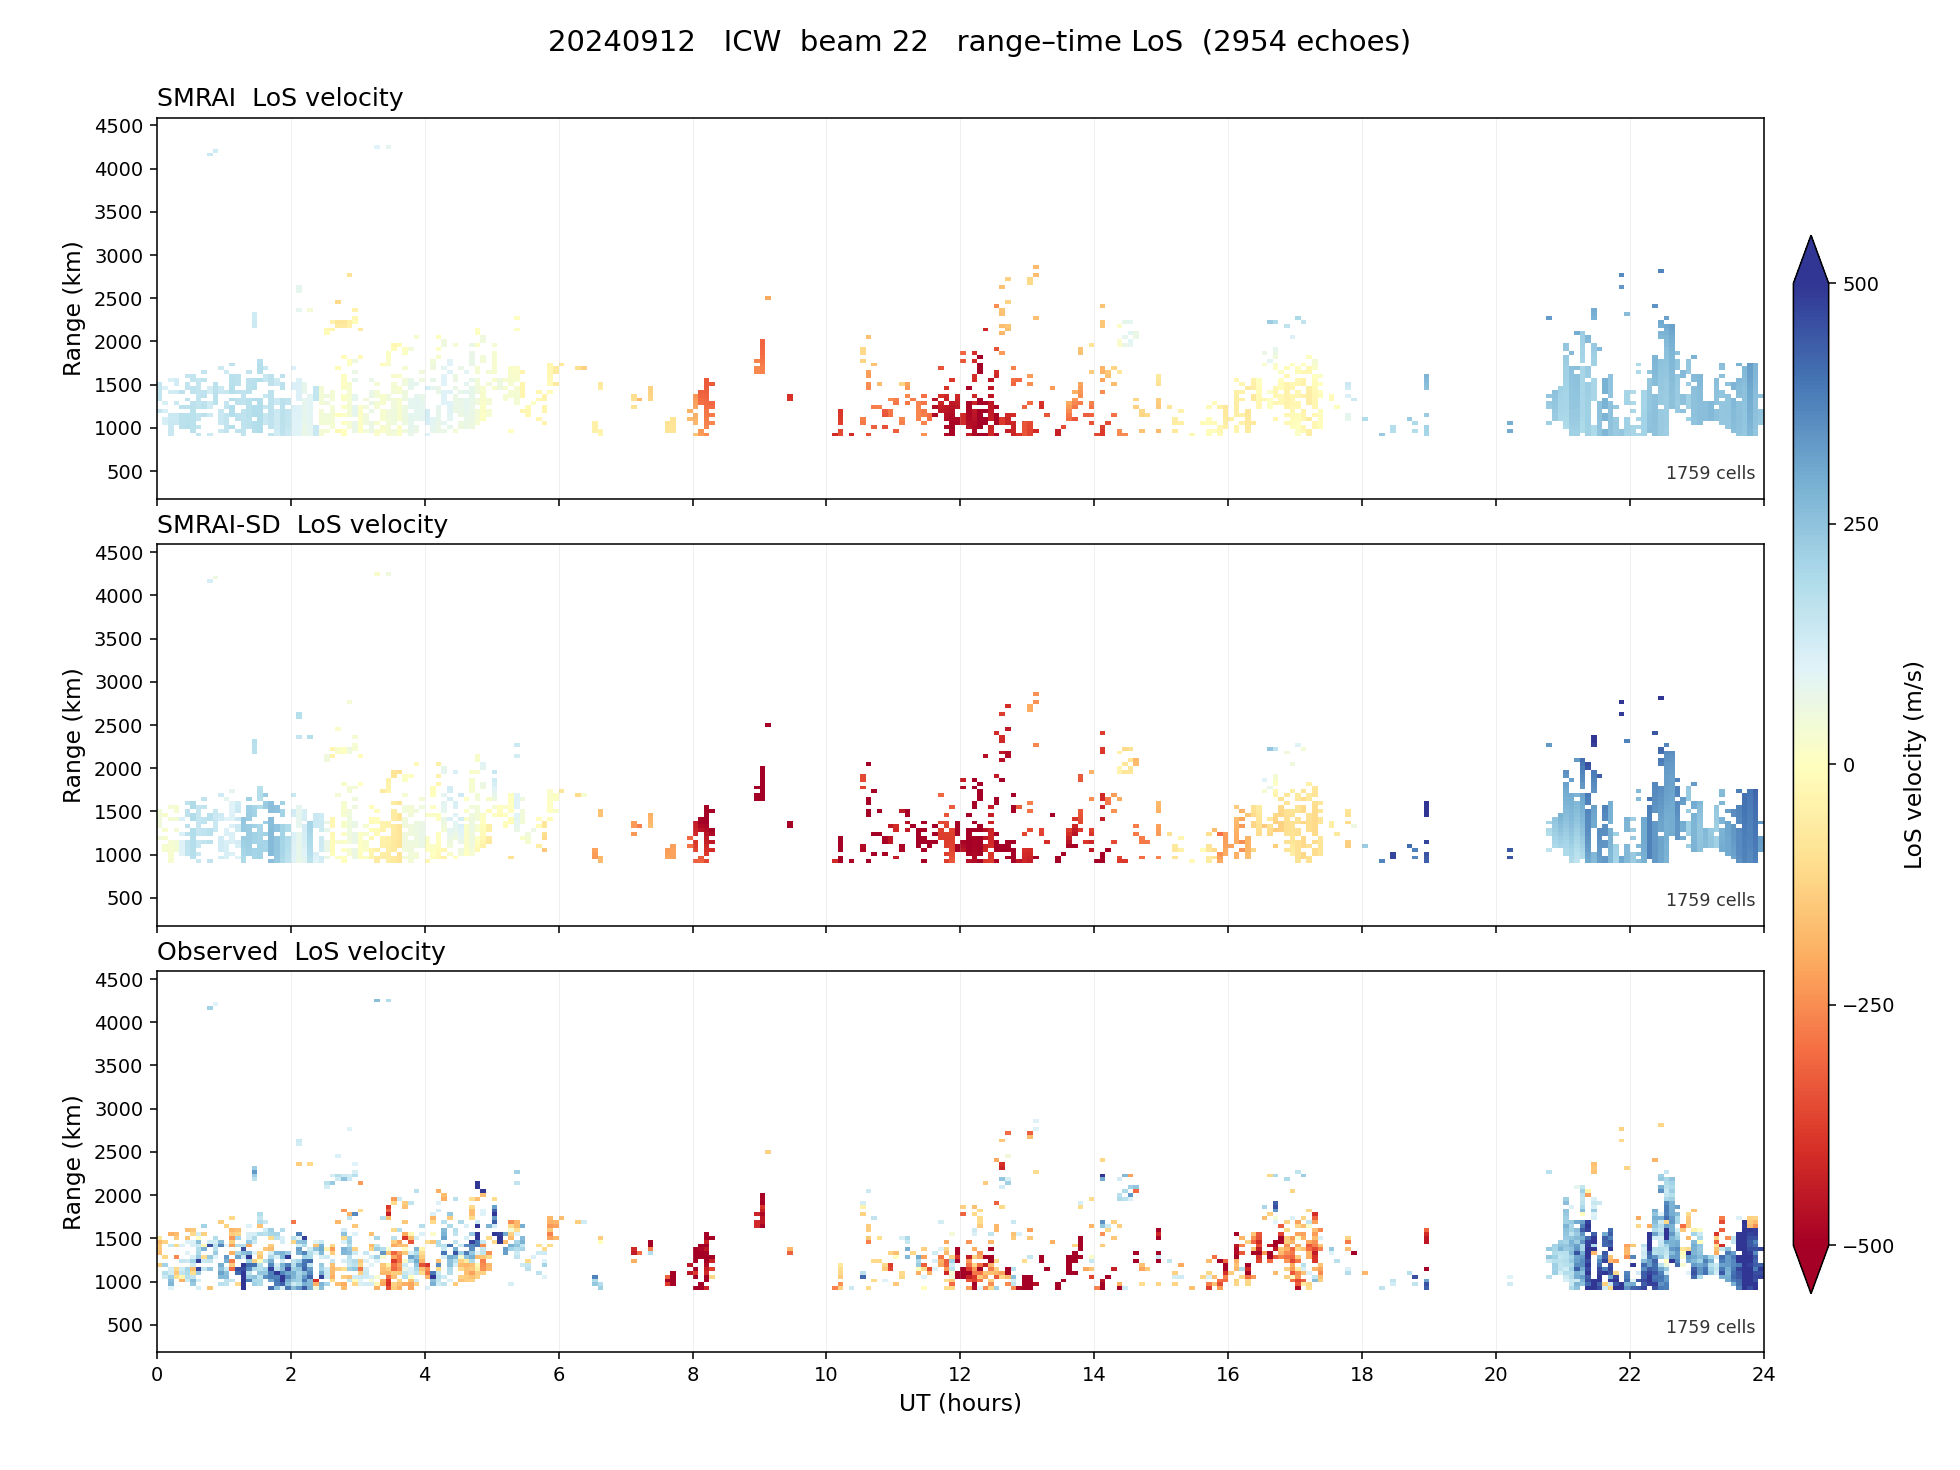 20240912   ICW  beam 22   range–time LoS  (2954 echoes)
SMRAI  LoS velocity
4500
4000
3500
3000
2500
2000
1500
1000
500
Range (km)
1759 cells
SMRAI-SD  LoS velocity
4500
4000
3500
3000
2500
2000
1500
1000
500
Range (km)
1759 cells
Observed  LoS velocity
4500
4000
3500
3000
2500
2000
1500
1000
500
Range (km)
1759 cells
0 2 4 6 8 10 12 14 16 18 20 22 24
UT (hours)
500
250
0
−250
−500
LoS velocity (m/s)